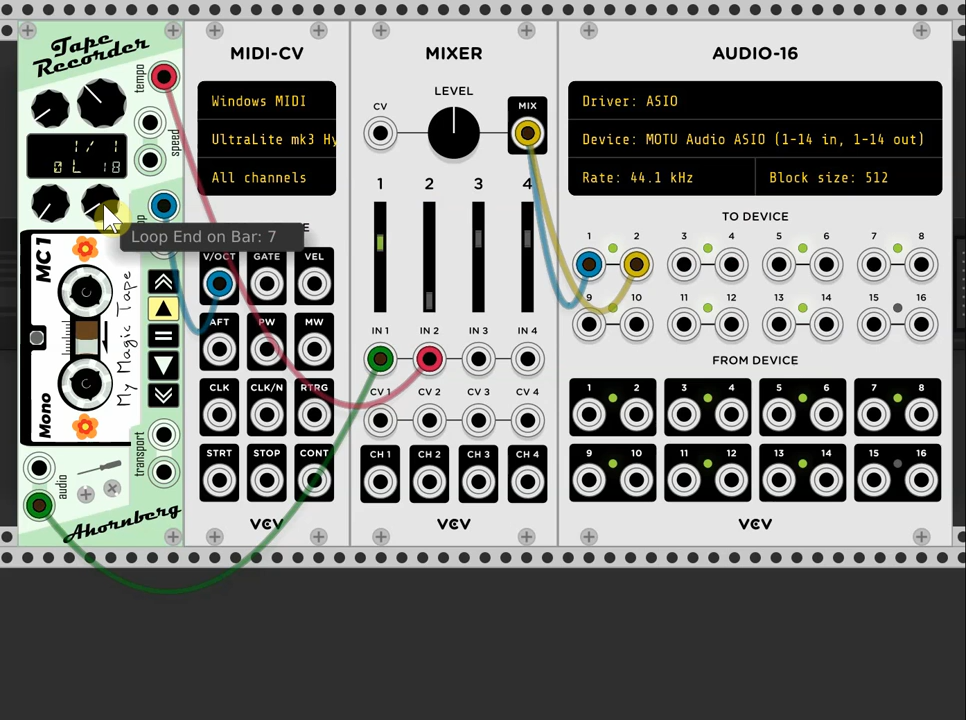 Tape
Recorder
tempo
speed
1/ 1
0L 18
Loop End on Bar: 7
MC 1
My Magic Tape
Mono
audio
transport
Ahornberg
MIDI-CV
Windows MIDI
UltraLite mk3 Hy
All channels
V/OCT GATE VEL
AFT PW MW
CLK CLK/N RTRG
STRT STOP CONT
VCV
MIXER
LEVEL
CV
MIX
1 2 3 4
IN 1 IN 2 IN 3 IN 4
CV 1 CV 2 CV 3 CV 4
CH 1 CH 2 CH 3 CH 4
VCV
AUDIO-16
Driver: ASIO
Device: MOTU Audio ASIO (1-14 in, 1-14 out)
Rate: 44.1 kHz
Block size: 512
TO DEVICE
1 2 3 4 5 6 7 8
9 10 11 12 13 14 15 16
FROM DEVICE
1 2 3 4 5 6 7 8
9 10 11 12 13 14 15 16
VCV